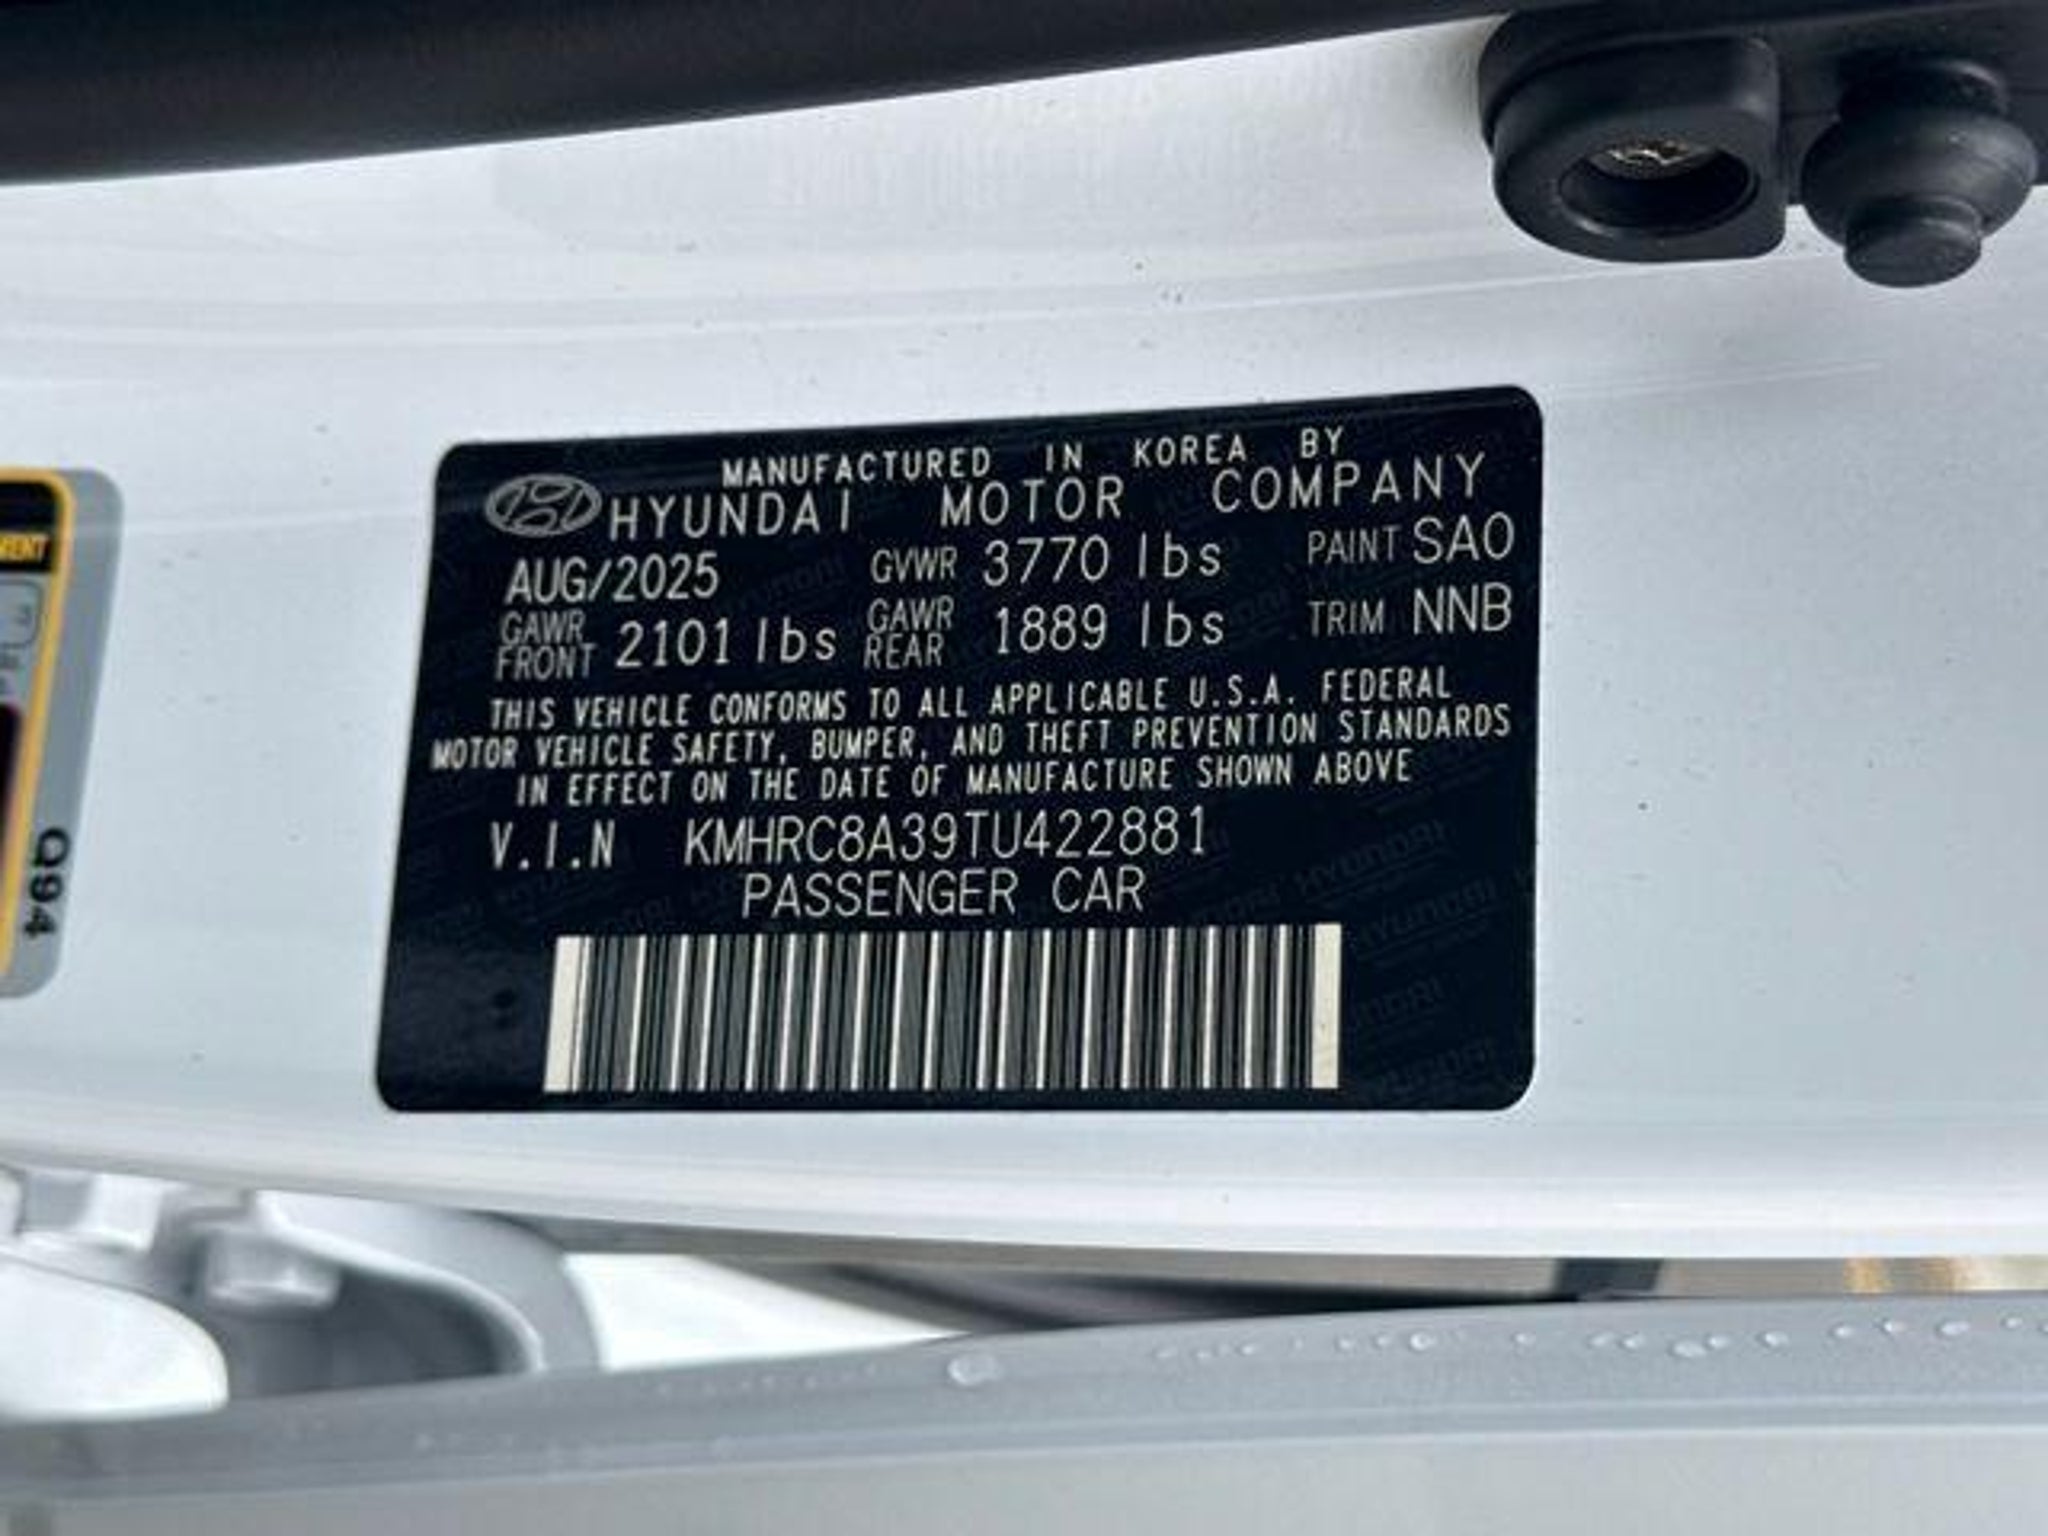 MANUFACTURED IN KOREA BY
HYUNDAI MOTOR COMPANY
AUG/2025 GVWR 3770 lbs PAINT SAO
GAWR FRONT 2101 lbs GAWR REAR 1889 lbs TRIM NNB
THIS VEHICLE CONFORMS TO ALL APPLICABLE U.S.A. FEDERAL
MOTOR VEHICLE SAFETY, BUMPER, AND THEFT PREVENTION STANDARDS
IN EFFECT ON THE DATE OF MANUFACTURE SHOWN ABOVE
V.I.N KMHRC8A39TU422881
PASSENGER CAR
MENT
Q94